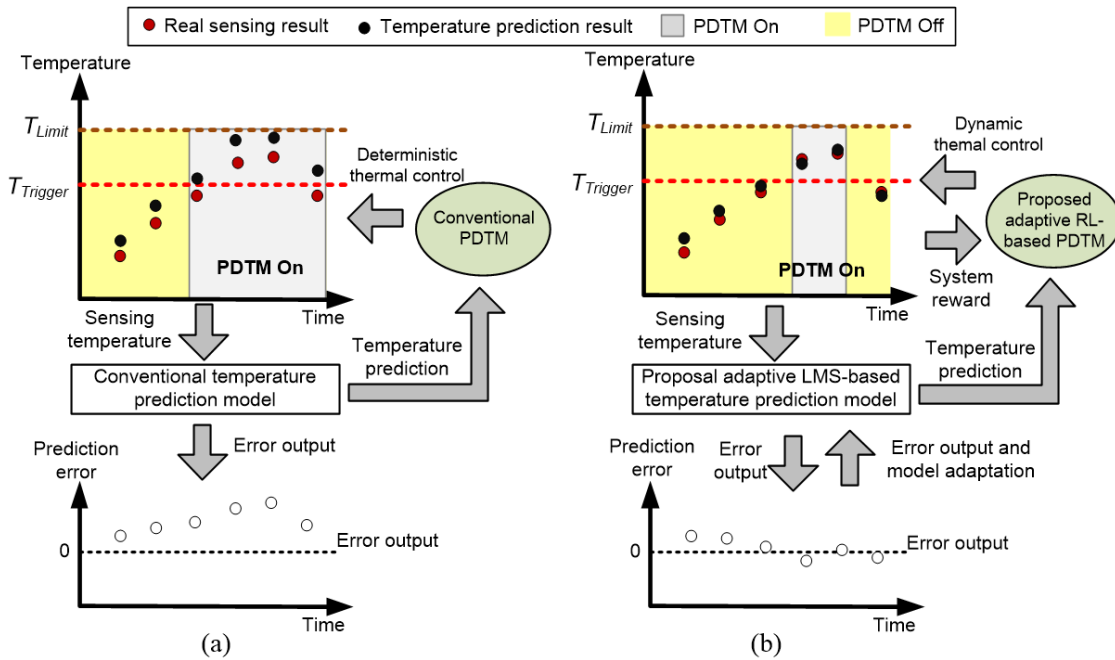 Real sensing result
Temperature prediction result
PDTM On
PDTM Off
Temperature
T_Limit
T_Trigger
Deterministic
thermal control
Conventional
PDTM
PDTM On
Time
Sensing
temperature
Temperature
prediction
Conventional temperature
prediction model
Error output
Prediction
error
0
Error output
Time
(a)
Temperature
T_Limit
T_Trigger
Dynamic
themal control
Proposed
adaptive RL-
based PDTM
System
reward
PDTM On
Time
Sensing
temperature
Temperature
prediction
Proposal adaptive LMS-based
temperature prediction model
Error
output
Error output and
model adaptation
Prediction
error
0
Error output
Time
(b)